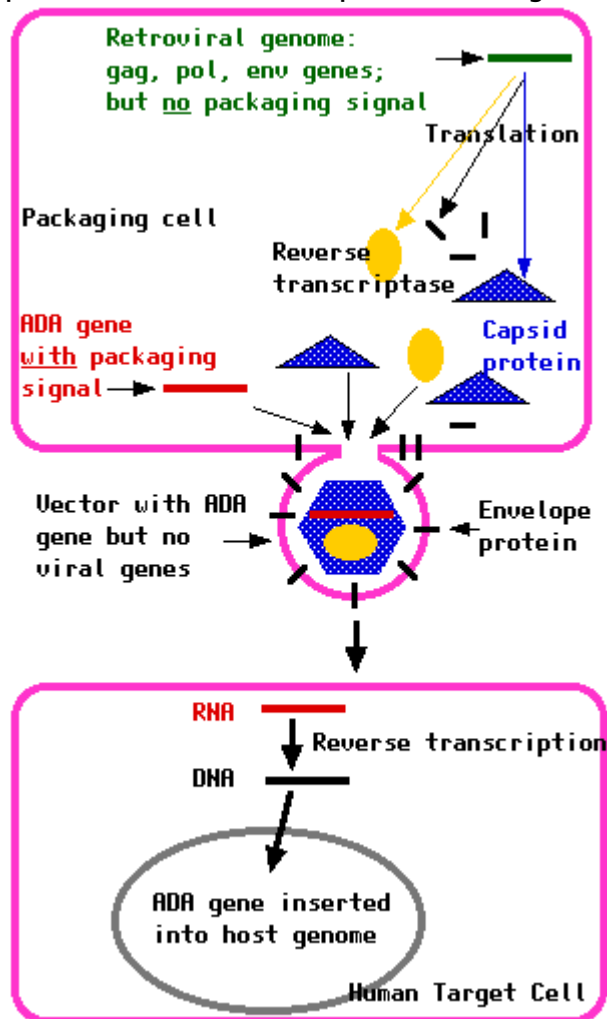 Retroviral genome:
gag, pol, env genes;
but no packaging signal
Translation
Packaging cell
Reverse
transcriptase
ADA gene
with packaging
signal
Capsid
protein
Vector with ADA
gene but no
viral genes
Envelope
protein
RNA
Reverse transcription
DNA
ADA gene inserted
into host genome
Human Target Cell